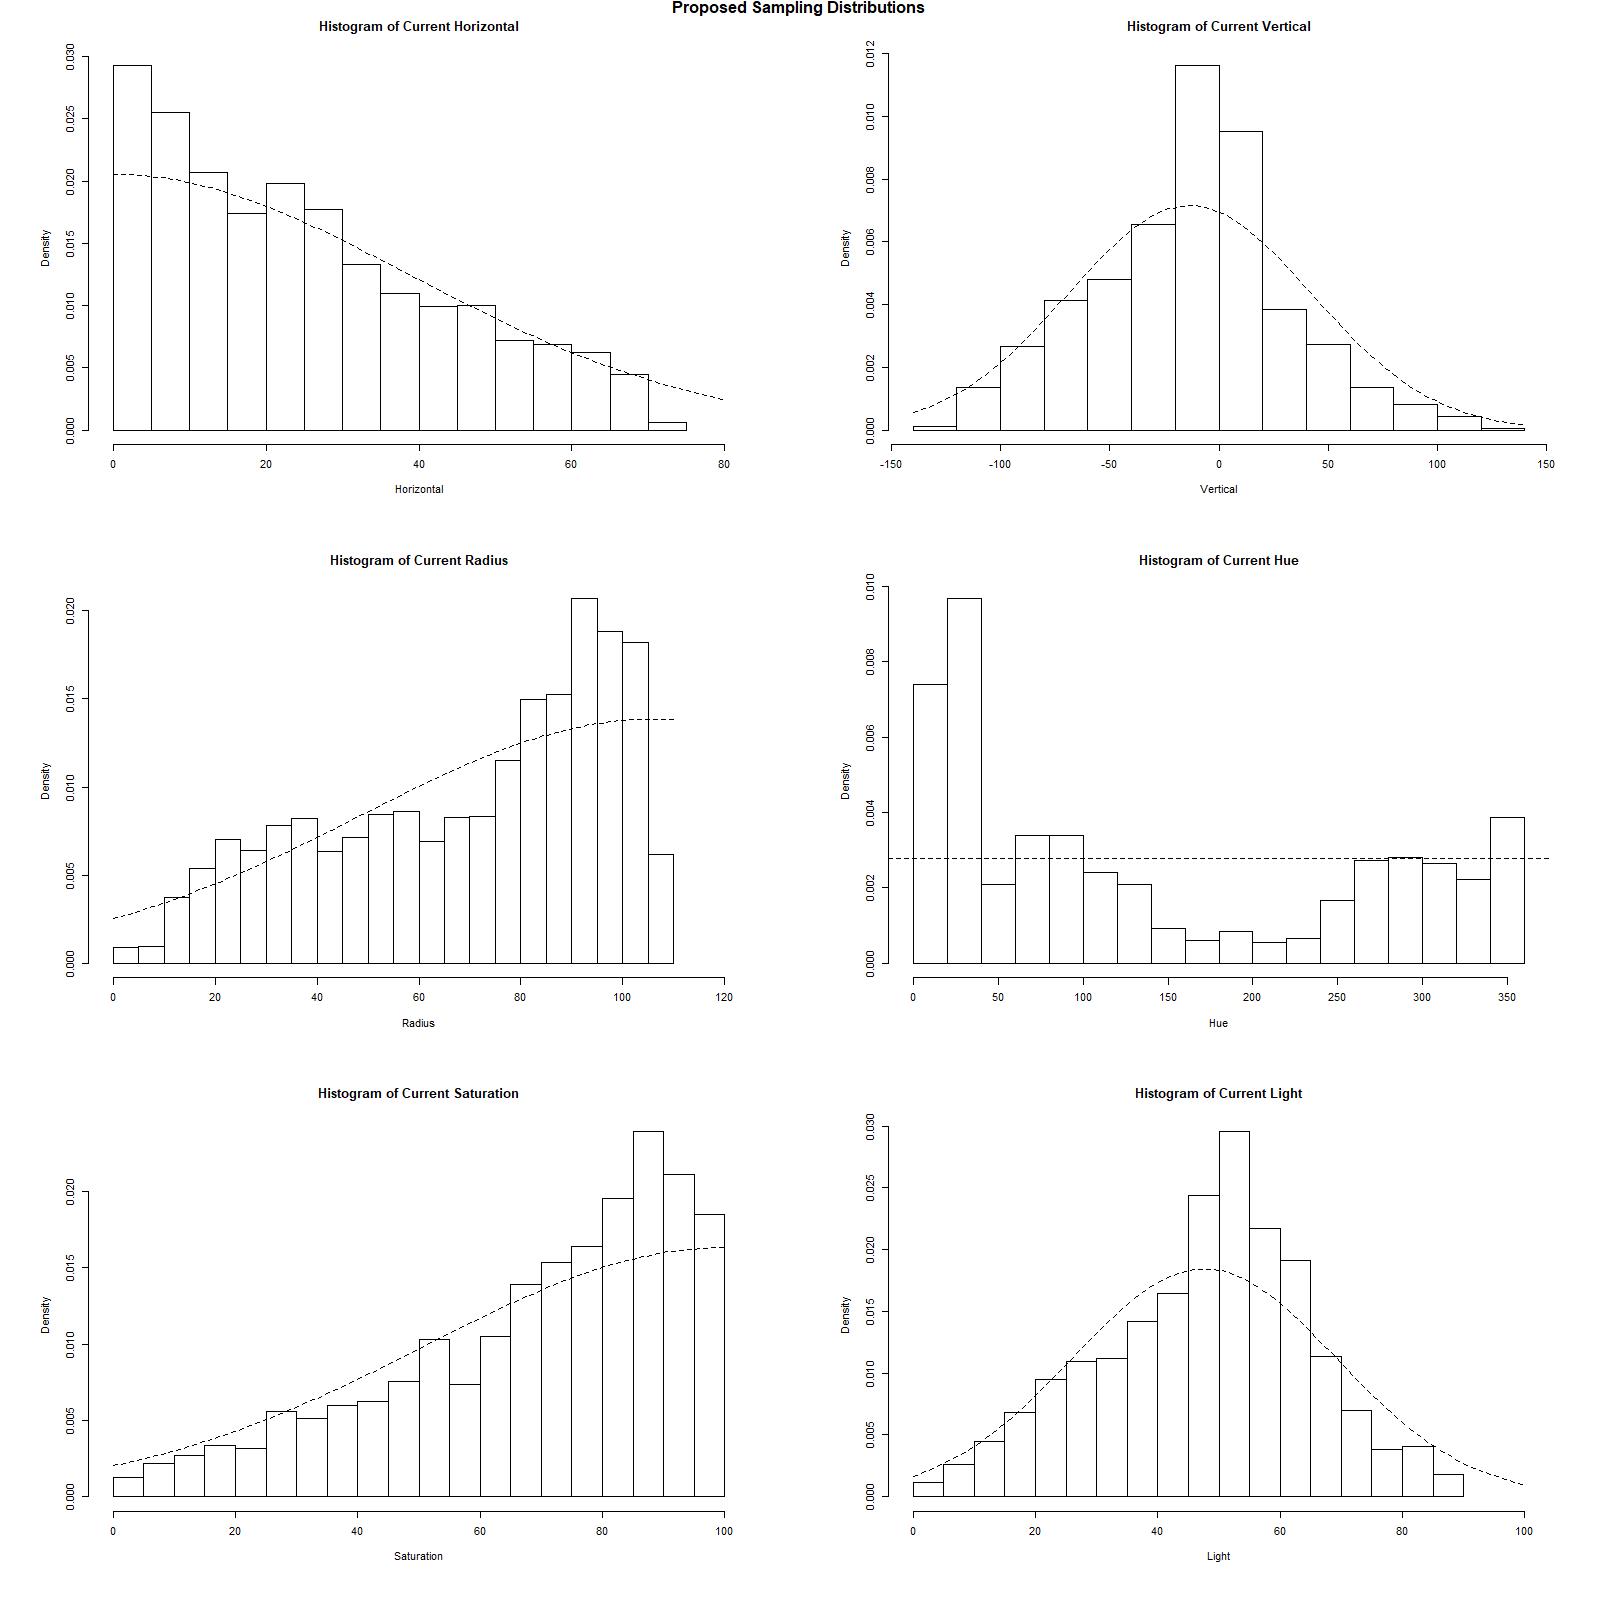 Proposed Sampling Distributions
Histogram of Current Horizontal
Density
0.000 0.005 0.010 0.015 0.020 0.025 0.030
0 20 40 60 80
Horizontal
Histogram of Current Vertical
Density
0.000 0.002 0.004 0.006 0.008 0.010 0.012
-150 -100 -50 0 50 100 150
Vertical
Histogram of Current Radius
Density
0.000 0.005 0.010 0.015 0.020
0 20 40 60 80 100 120
Radius
Histogram of Current Hue
Density
0.000 0.002 0.004 0.006 0.008 0.010
0 50 100 150 200 250 300 350
Hue
Histogram of Current Saturation
Density
0.000 0.005 0.010 0.015 0.020
0 20 40 60 80 100
Saturation
Histogram of Current Light
Density
0.000 0.005 0.010 0.015 0.020 0.025 0.030
0 20 40 60 80 100
Light